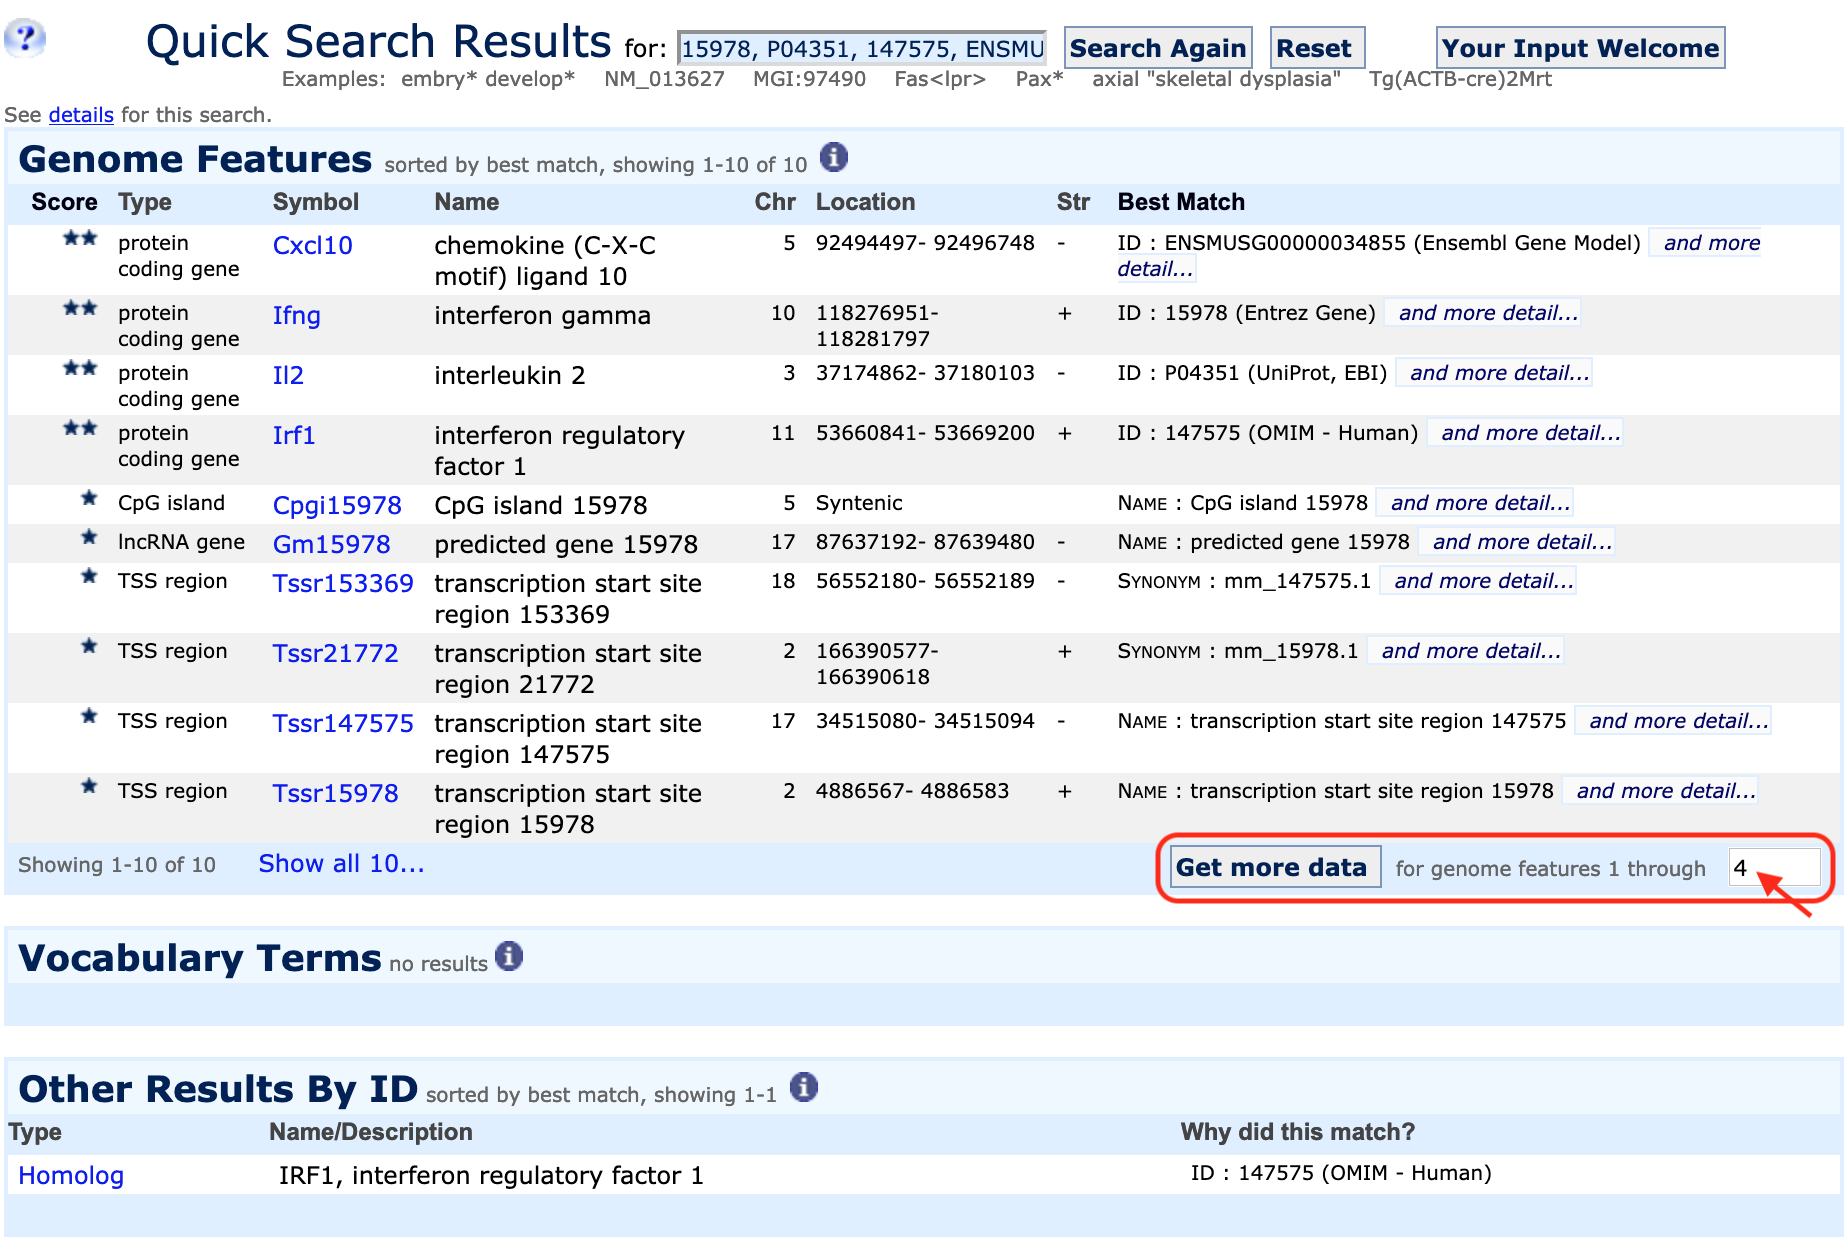 ?
Quick Search Results for: 15978, P04351, 147575, ENSMU Search Again Reset Your Input Welcome
Examples: embry* develop* NM_013627 MGI:97490 Fas<lpr> Pax* axial "skeletal dysplasia" Tg(ACTB-cre)2Mrt
See details for this search.
Genome Features sorted by best match, showing 1-10 of 10 i
Score Type Symbol Name Chr Location Str Best Match
protein Cxcl10 chemokine (C-X-C 5 92494497- 92496748 - ID : ENSMUSG00000034855 (Ensembl Gene Model) and more
coding gene motif) ligand 10 detail...
protein Ifng interferon gamma 10 118276951- + ID : 15978 (Entrez Gene) and more detail...
coding gene 118281797
protein Il2 interleukin 2 3 37174862- 37180103 - ID : P04351 (UniProt, EBI) and more detail...
coding gene
protein Irf1 interferon regulatory 11 53660841- 53669200 + ID : 147575 (OMIM - Human) and more detail...
coding gene factor 1
CpG island Cpgi15978 CpG island 15978 5 Syntenic NAME : CpG island 15978 and more detail...
lncRNA gene Gm15978 predicted gene 15978 17 87637192- 87639480 - NAME : predicted gene 15978 and more detail...
TSS region Tssr153369 transcription start site 18 56552180- 56552189 - SYNONYM : mm_147575.1 and more detail...
region 153369
TSS region Tssr21772 transcription start site 2 166390577- + SYNONYM : mm_15978.1 and more detail...
region 21772 166390618
TSS region Tssr147575 transcription start site 17 34515080- 34515094 - NAME : transcription start site region 147575 and more detail...
region 147575
TSS region Tssr15978 transcription start site 2 4886567- 4886583 + NAME : transcription start site region 15978 and more detail...
region 15978
Showing 1-10 of 10 Show all 10... Get more data for genome features 1 through 4
Vocabulary Terms no results i
Other Results By ID sorted by best match, showing 1-1 i
Type Name/Description Why did this match?
Homolog IRF1, interferon regulatory factor 1 ID : 147575 (OMIM - Human)